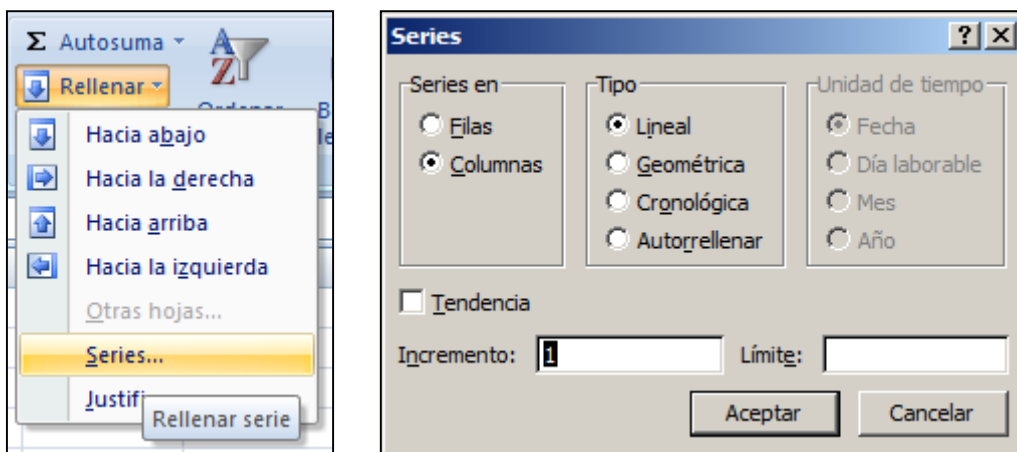 Σ Autosuma
Rellenar
Hacia abajo
Hacia la derecha
Hacia arriba
Hacia la izquierda
Otras hojas...
Series...
Rellenar serie
Series
Series en
Filas
Columnas
Tipo
Lineal
Geométrica
Cronológica
Autorrellenar
Unidad de tiempo
Fecha
Día laborable
Mes
Año
Tendencia
Incremento: 1 Límite:
Aceptar Cancelar